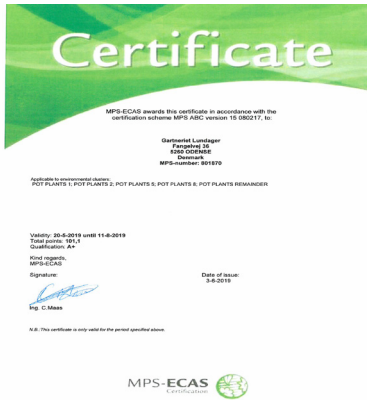 Certificate
MPS-ECAS awards this certificate in accordance with the
certification scheme MPS ABC version 15 080217, to:
Gartneriet Lundager
Fangelvej 36
5260 ODENSE
Denmark
MPS-number: 801870
Applicable to environmental clusters:
POT PLANTS 1; POT PLANTS 2; POT PLANTS 5; POT PLANTS 8; POT PLANTS REMAINDER
Validity: 20-5-2019 until 11-8-2019
Total points: 101,1
Qualification: A+
Kind regards,
MPS-ECAS
Signature:
Date of issue:
3-6-2019
Ing. C.Maas
N.B.:This certificate is only valid for the period specified above.
MPS-ECAS
Certification